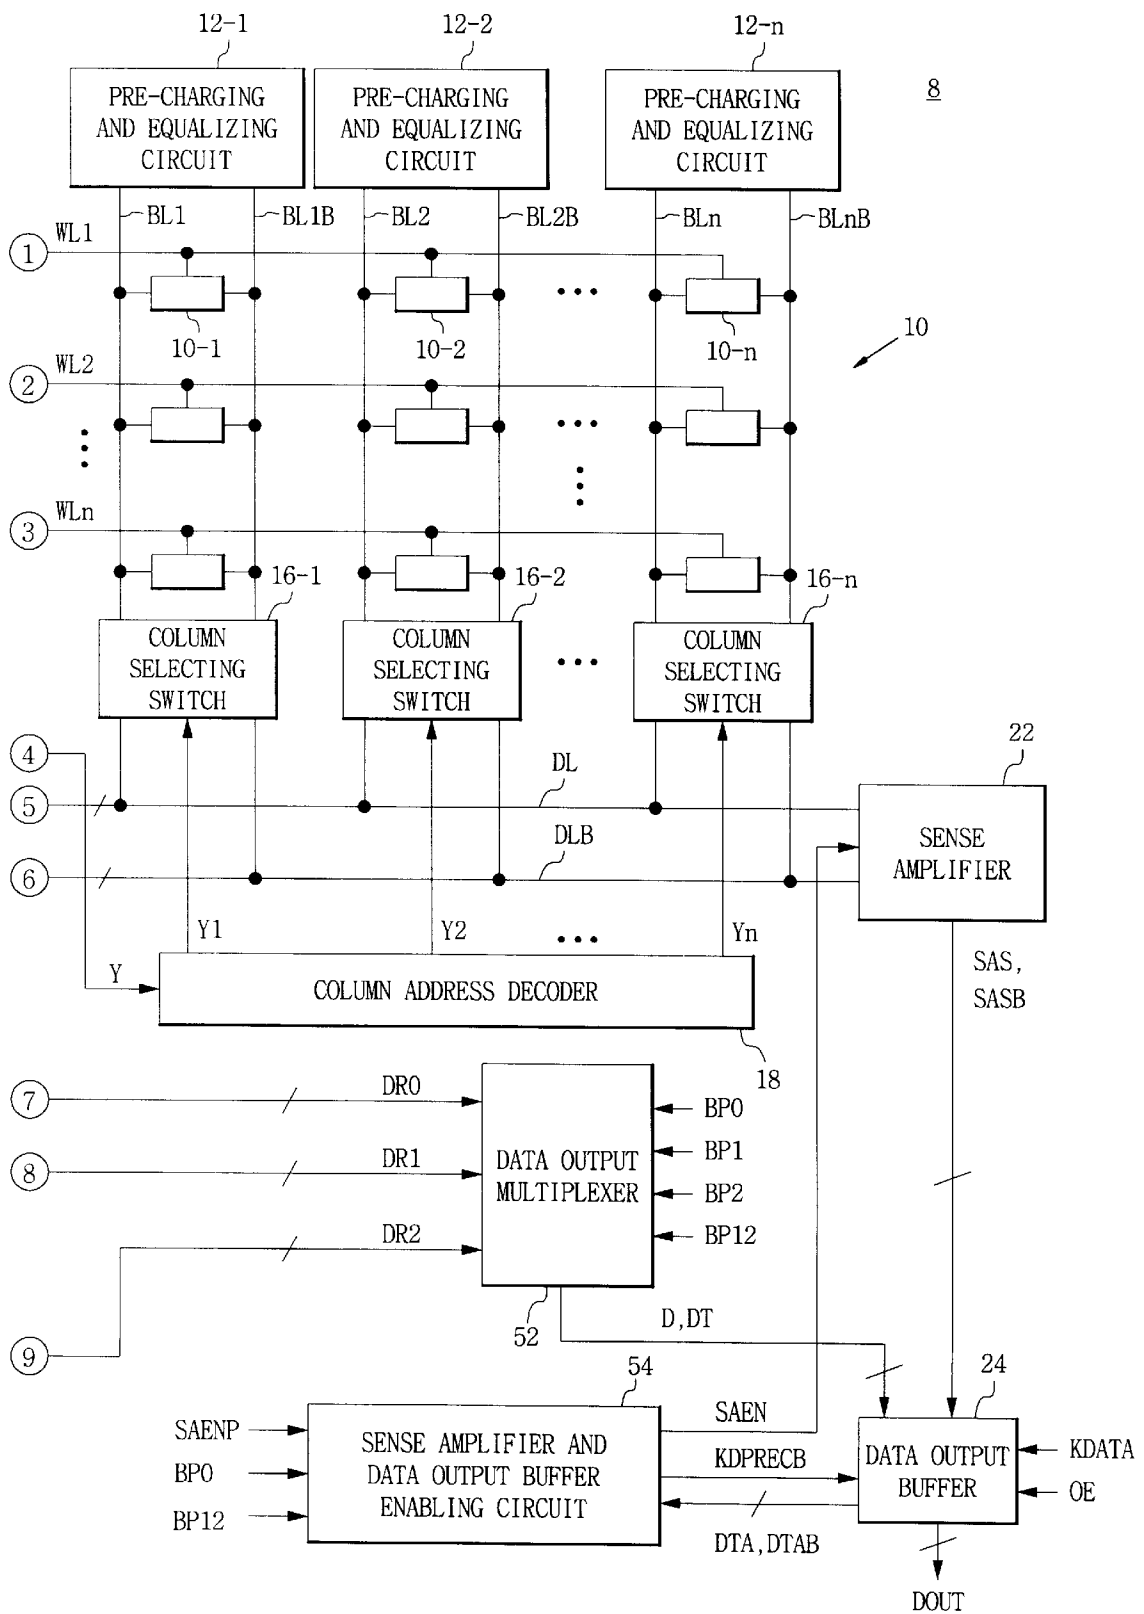 12-1
12-2
12-n
8
PRE-CHARGING
AND EQUALIZING
CIRCUIT
PRE-CHARGING
AND EQUALIZING
CIRCUIT
PRE-CHARGING
AND EQUALIZING
CIRCUIT
BL1
BL1B
BL2
BL2B
BLn
BLnB
1
WL1
10-1
10-2
10-n
10
2
WL2
3
WLn
16-1
16-2
16-n
COLUMN
SELECTING
SWITCH
COLUMN
SELECTING
SWITCH
COLUMN
SELECTING
SWITCH
4
22
5
DL
SENSE
AMPLIFIER
6
DLB
Y1
Y2
Yn
Y
COLUMN ADDRESS DECODER
SAS,
SASB
18
7
DR0
BP0
8
DR1
DATA OUTPUT
MULTIPLEXER
BP1
BP2
DR2
BP12
9
52
D,DT
54
24
SAENP
SENSE AMPLIFIER AND
DATA OUTPUT BUFFER
ENABLING CIRCUIT
SAEN
BP0
KDPRECB
DATA OUTPUT
BUFFER
KDATA
OE
BP12
DTA,DTAB
DOUT